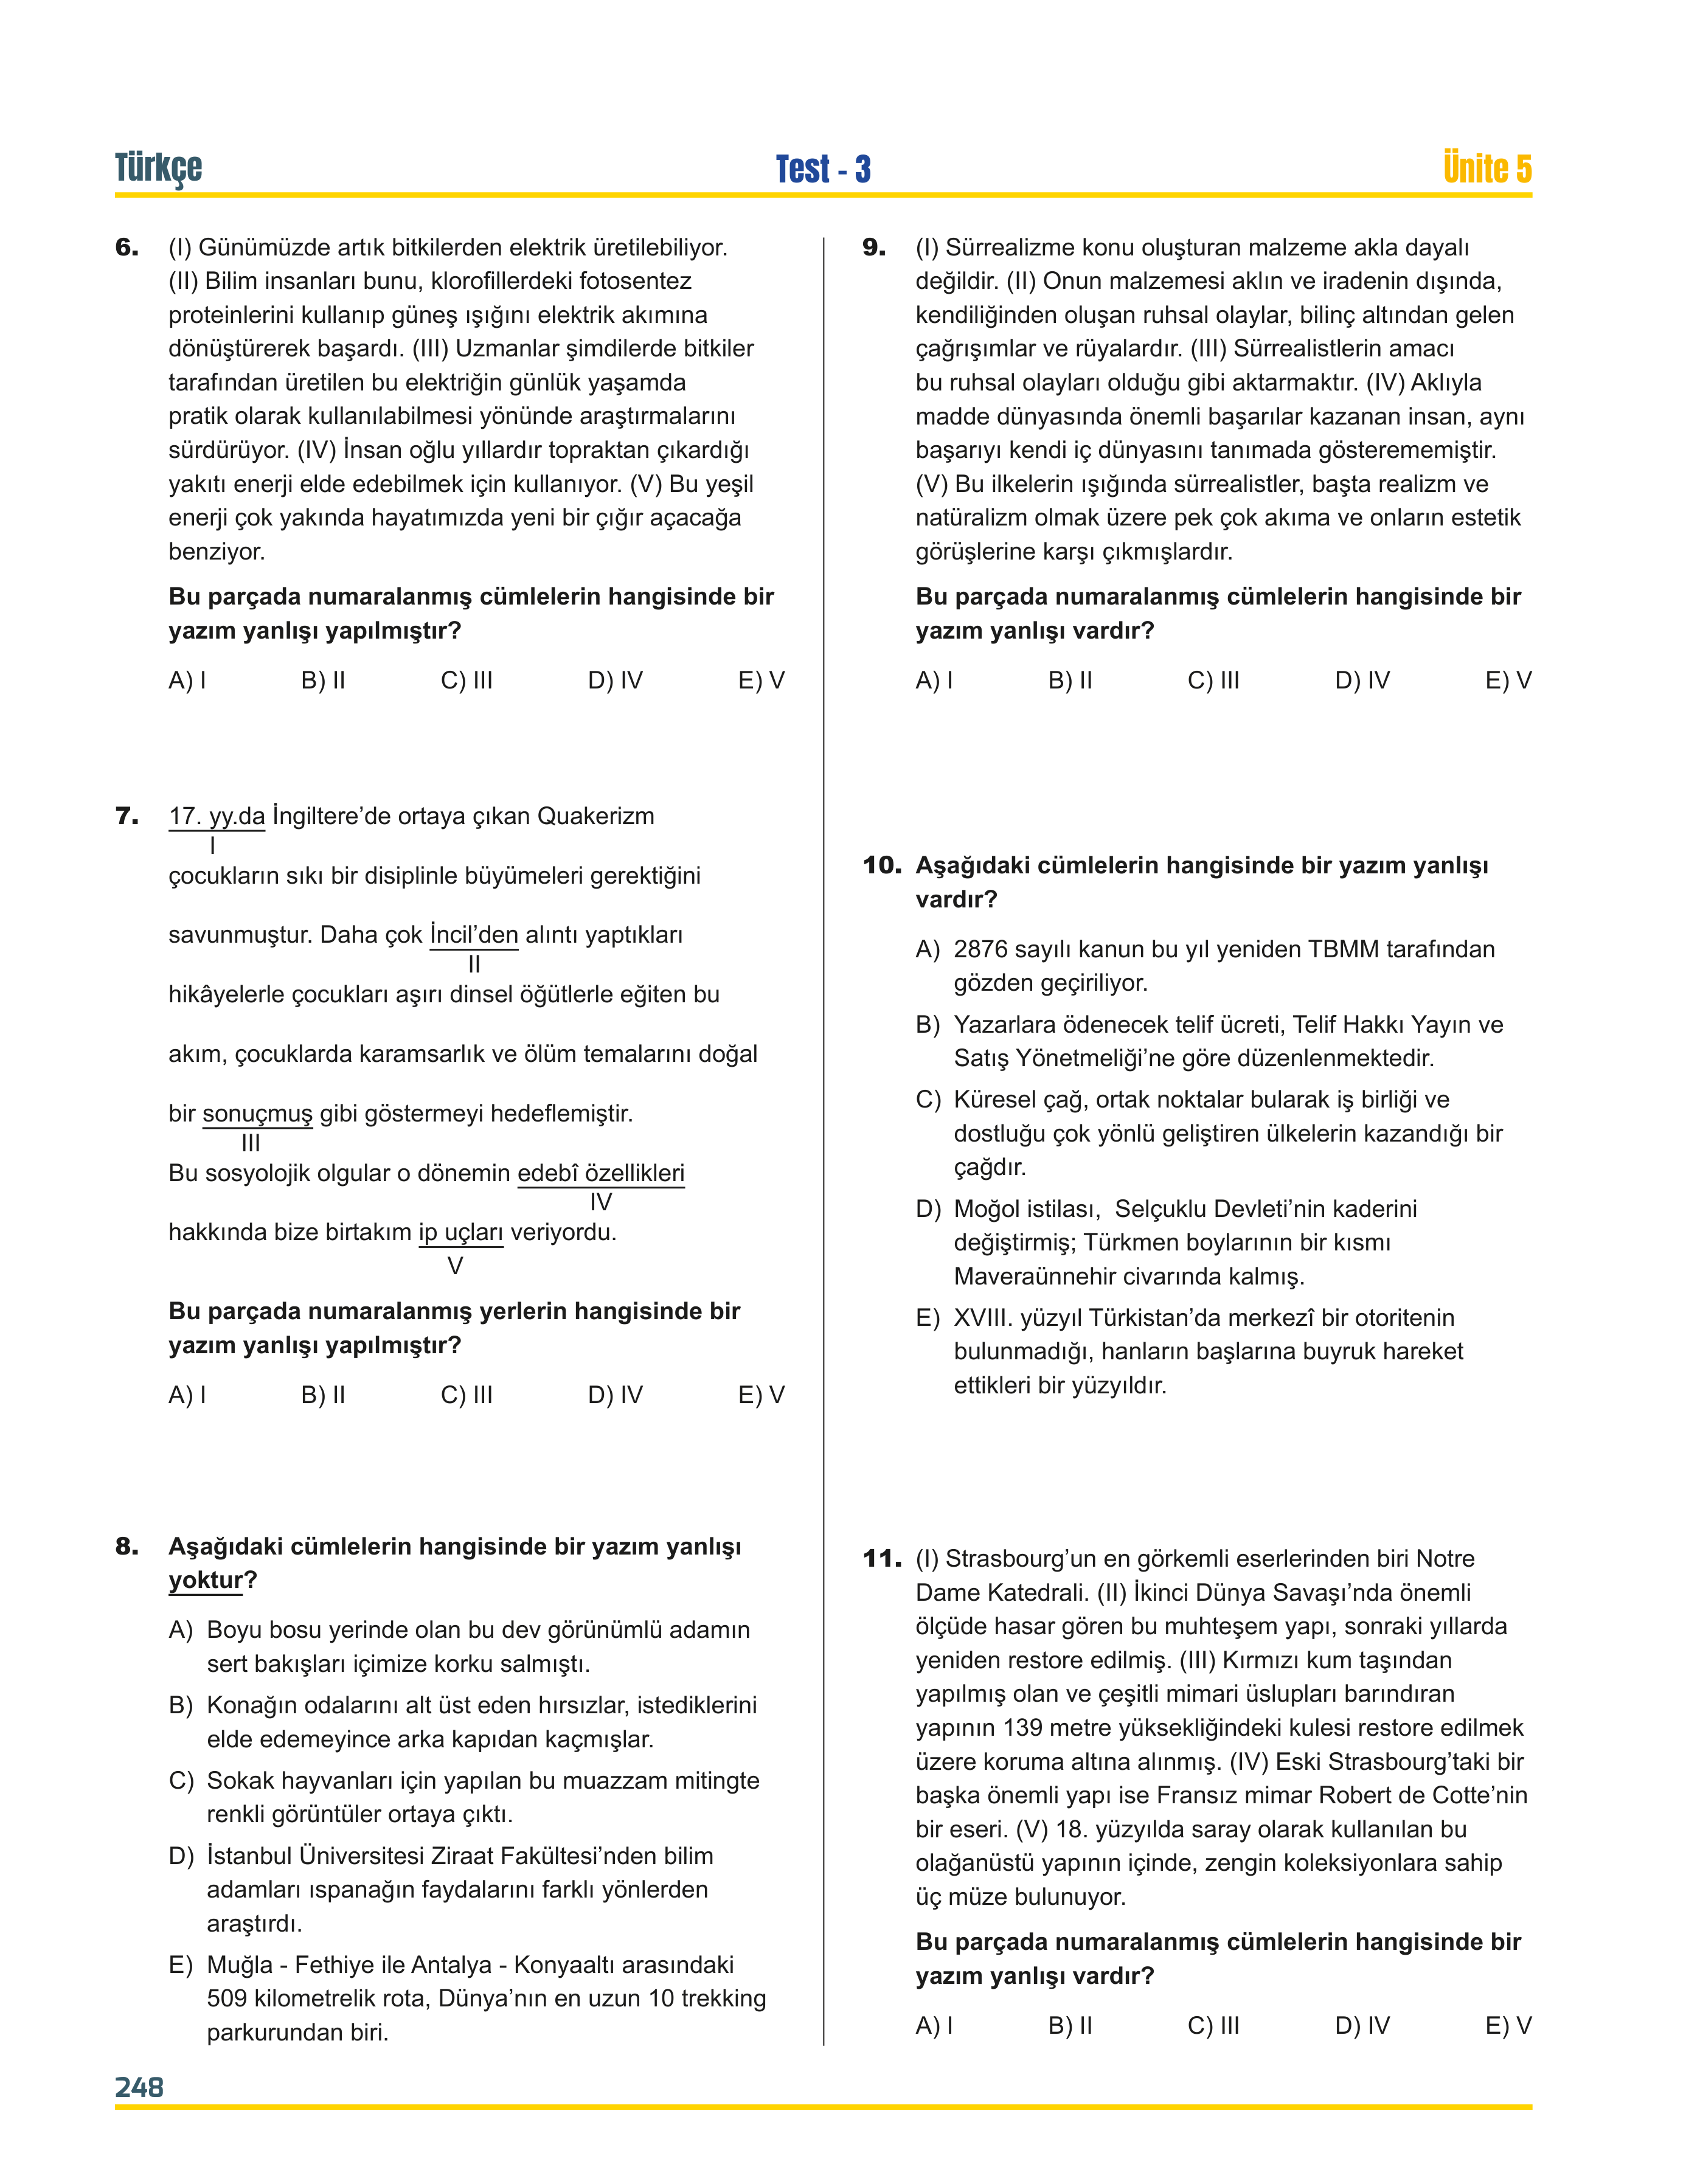 Türkçe
Test - 3
Ünite 5
6. (I) Günümüzde artık bitkilerden elektrik üretilebiliyor.
(II) Bilim insanları bunu, klorofillerdeki fotosentez
proteinlerini kullanıp güneş ışığını elektrik akımına
dönüştürerek başardı. (III) Uzmanlar şimdilerde bitkiler
tarafından üretilen bu elektriğin günlük yaşamda
pratik olarak kullanılabilmesi yönünde araştırmalarını
sürdürüyor. (IV) İnsan oğlu yıllardır topraktan çıkardığı
yakıtı enerji elde edebilmek için kullanıyor. (V) Bu yeşil
enerji çok yakında hayatımızda yeni bir çığır açacağa
benziyor.
Bu parçada numaralanmış cümlelerin hangisinde bir
yazım yanlışı yapılmıştır?
A) I B) II C) III D) IV E) V
7. 17. yy.da İngiltere’de ortaya çıkan Quakerizm
I
çocukların sıkı bir disiplinle büyümeleri gerektiğini
savunmuştur. Daha çok İncil’den alıntı yaptıkları
II
hikâyelerle çocukları aşırı dinsel öğütlerle eğiten bu
akım, çocuklarda karamsarlık ve ölüm temalarını doğal
bir sonuçmuş gibi göstermeyi hedeflemiştir.
III
Bu sosyolojik olgular o dönemin edebî özellikleri
IV
hakkında bize birtakım ip uçları veriyordu.
V
Bu parçada numaralanmış yerlerin hangisinde bir
yazım yanlışı yapılmıştır?
A) I B) II C) III D) IV E) V
8. Aşağıdaki cümlelerin hangisinde bir yazım yanlışı
yoktur?
A) Boyu bosu yerinde olan bu dev görünümlü adamın
sert bakışları içimize korku salmıştı.
B) Konağın odalarını alt üst eden hırsızlar, istediklerini
elde edemeyince arka kapıdan kaçmışlar.
C) Sokak hayvanları için yapılan bu muazzam mitingte
renkli görüntüler ortaya çıktı.
D) İstanbul Üniversitesi Ziraat Fakültesi’nden bilim
adamları ıspanağın faydalarını farklı yönlerden
araştırdı.
E) Muğla - Fethiye ile Antalya - Konyaaltı arasındaki
509 kilometrelik rota, Dünya’nın en uzun 10 trekking
parkurundan biri.
9. (I) Sürrealizme konu oluşturan malzeme akla dayalı
değildir. (II) Onun malzemesi aklın ve iradenin dışında,
kendiliğinden oluşan ruhsal olaylar, bilinç altından gelen
çağrışımlar ve rüyalardır. (III) Sürrealistlerin amacı
bu ruhsal olayları olduğu gibi aktarmaktır. (IV) Aklıyla
madde dünyasında önemli başarılar kazanan insan, aynı
başarıyı kendi iç dünyasını tanımada gösterememiştir.
(V) Bu ilkelerin ışığında sürrealistler, başta realizm ve
natüralizm olmak üzere pek çok akıma ve onların estetik
görüşlerine karşı çıkmışlardır.
Bu parçada numaralanmış cümlelerin hangisinde bir
yazım yanlışı vardır?
A) I B) II C) III D) IV E) V
10. Aşağıdaki cümlelerin hangisinde bir yazım yanlışı
vardır?
A) 2876 sayılı kanun bu yıl yeniden TBMM tarafından
gözden geçiriliyor.
B) Yazarlara ödenecek telif ücreti, Telif Hakkı Yayın ve
Satış Yönetmeliği’ne göre düzenlenmektedir.
C) Küresel çağ, ortak noktalar bularak iş birliği ve
dostluğu çok yönlü geliştiren ülkelerin kazandığı bir
çağdır.
D) Moğol istilası, Selçuklu Devleti’nin kaderini
değiştirmiş; Türkmen boylarının bir kısmı
Maveraünnehir civarında kalmış.
E) XVIII. yüzyıl Türkistan’da merkezî bir otoritenin
bulunmadığı, hanların başlarına buyruk hareket
ettikleri bir yüzyıldır.
11. (I) Strasbourg’un en görkemli eserlerinden biri Notre
Dame Katedrali. (II) İkinci Dünya Savaşı’nda önemli
ölçüde hasar gören bu muhteşem yapı, sonraki yıllarda
yeniden restore edilmiş. (III) Kırmızı kum taşından
yapılmış olan ve çeşitli mimari üslupları barındıran
yapının 139 metre yüksekliğindeki kulesi restore edilmek
üzere koruma altına alınmış. (IV) Eski Strasbourg’taki bir
başka önemli yapı ise Fransız mimar Robert de Cotte’nin
bir eseri. (V) 18. yüzyılda saray olarak kullanılan bu
olağanüstü yapının içinde, zengin koleksiyonlara sahip
üç müze bulunuyor.
Bu parçada numaralanmış cümlelerin hangisinde bir
yazım yanlışı vardır?
A) I B) II C) III D) IV E) V
248